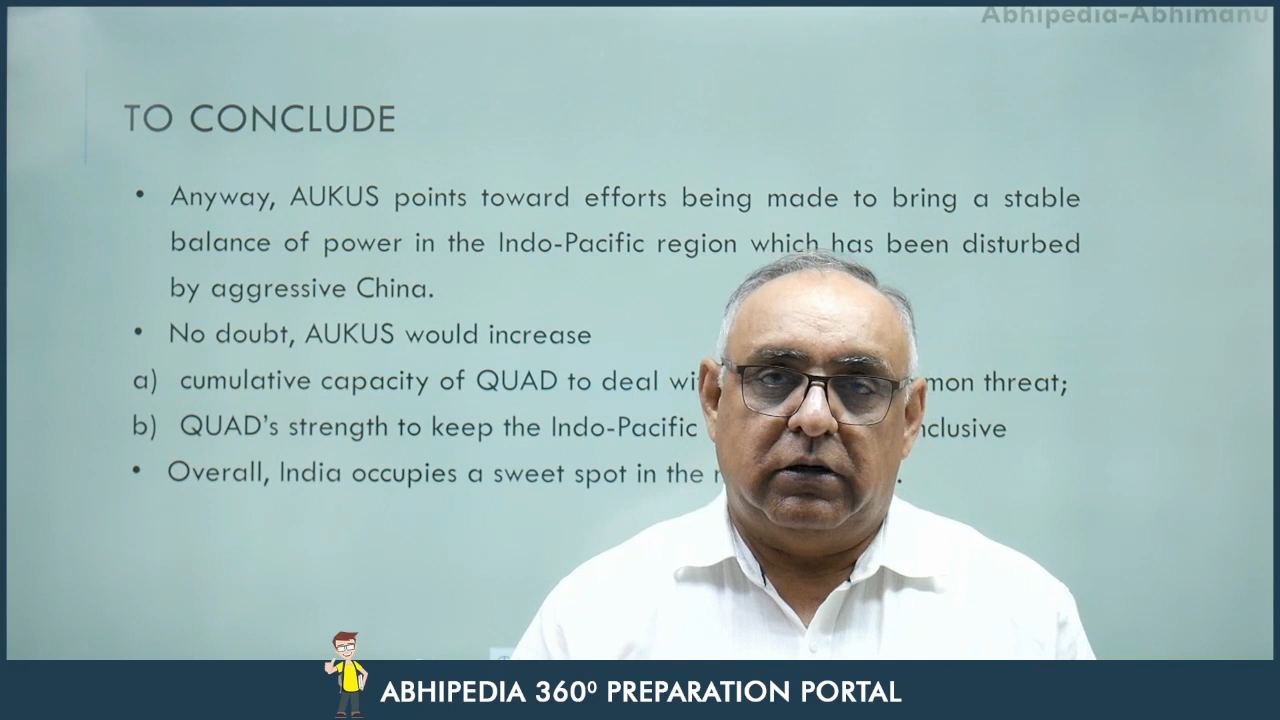 Abhipedia-Abhimanu
TO CONCLUDE
• Anyway, AUKUS points toward efforts being made to bring a stable
balance of power in the Indo-Pacific region which has been disturbed
by aggressive China.
• No doubt, AUKUS would increase
a) cumulative capacity of QUAD to deal threat;
b) QUAD's strength to keep the Indo-Pacific
• Overall, India occupies a sweet spot in the
ABHIPEDIA 360⁰ PREPARATION PORTAL